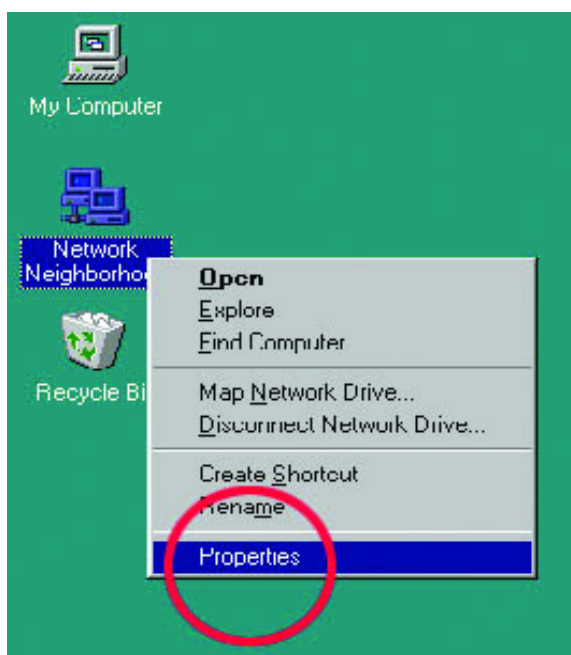 My Computer
Network
Neighborho
Recycle Bi
Open
Explore
Find Computer
Map Network Drive...
Disconnect Network Drive...
Create Shortcut
Rename
Properties